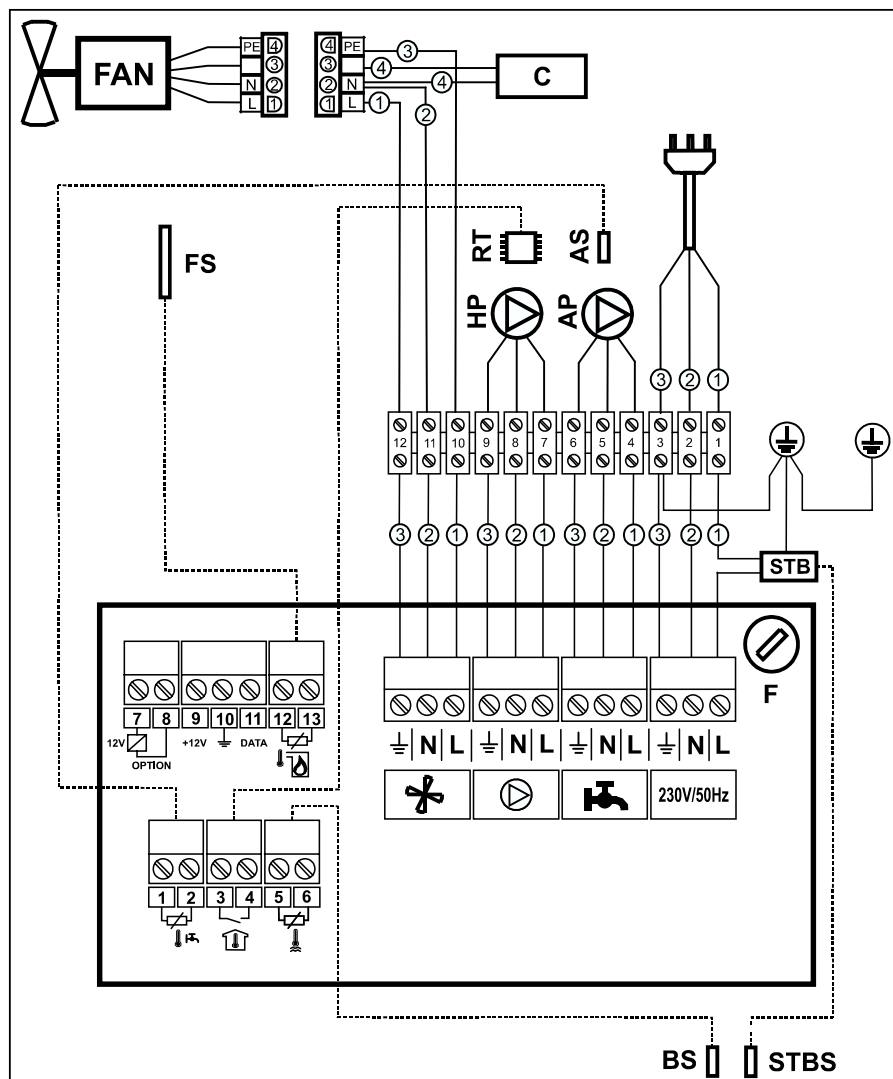 FAN
PE 4
3
N 2
L 1
4 PE
3
2 N
1 L
3
4
4
1
2
C
FS
RT
AS
HP
AP
3 2 1
12 11 10 9 8 7 6 5 4 3 2 1
3 2 1 3 2 1 3 2 1 3 2 1
STB
F
7 8 9 10 11 12 13
12V +12V DATA
OPTION
N L N L N L N L
230V/50Hz
1 2 3 4 5 6
BS
STBS